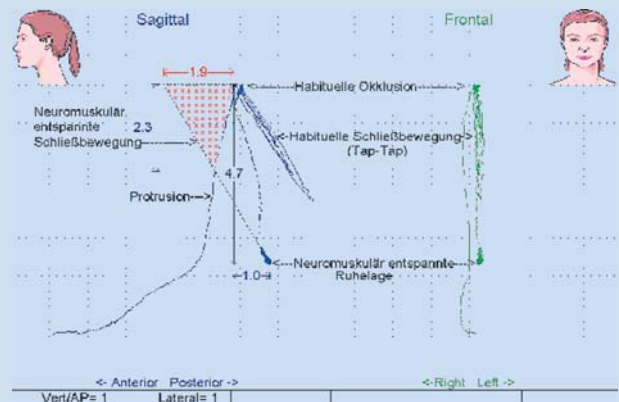 Sagittal
Frontal
1.9
Habituelle Okklusion
Neuromuskulär
entspannte
Schließbewegung
2.3
Habituelle Schließbewegung
(Tap-Tap)
4.7
Protrusion
Neuromuskulär entspannte
Ruhelage
1.0
<- Anterior Posterior ->
<-Right Left ->
Vert/AP= 1
Lateral= 1